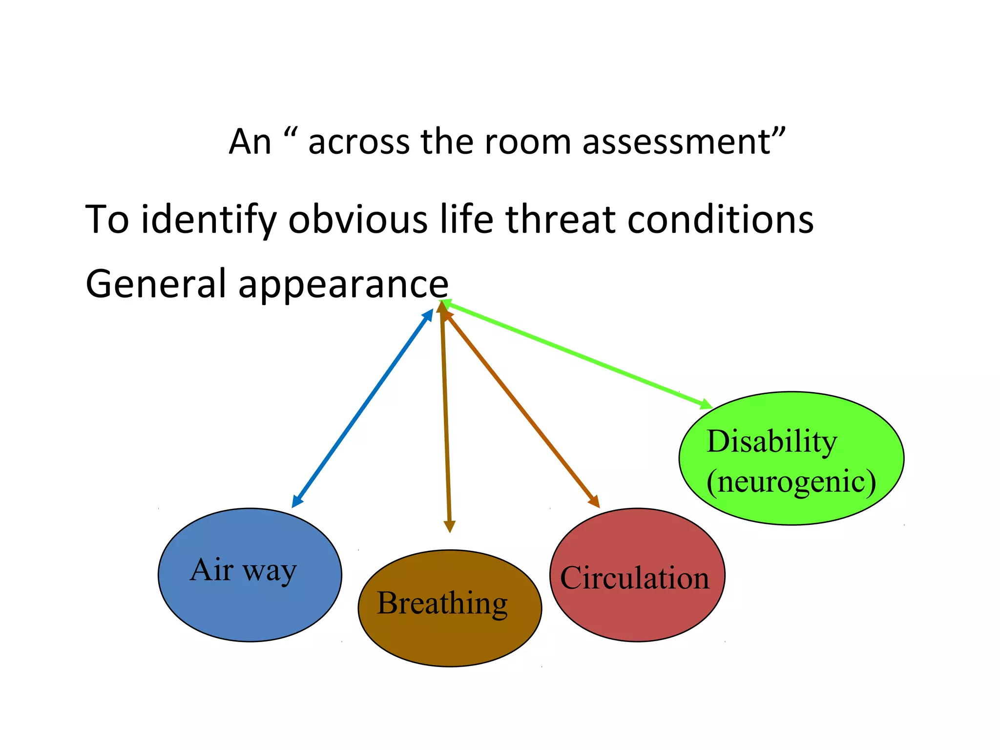 An “ across the room assessment”
To identify obvious life threat conditions
General appearance
Disability
(neurogenic)
Air way
Breathing
Circulation